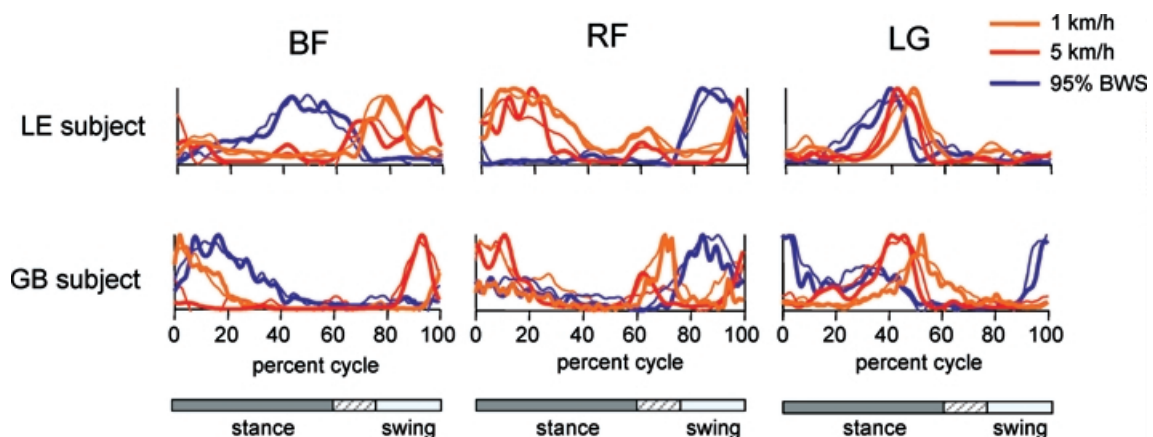 BF
RF
LG
1 km/h
5 km/h
95% BWS
LE subject
GB subject
0 20 40 60 80 100
0 20 40 60 80 100
0 20 40 60 80 100
percent cycle
percent cycle
percent cycle
stance
swing
stance
swing
stance
swing